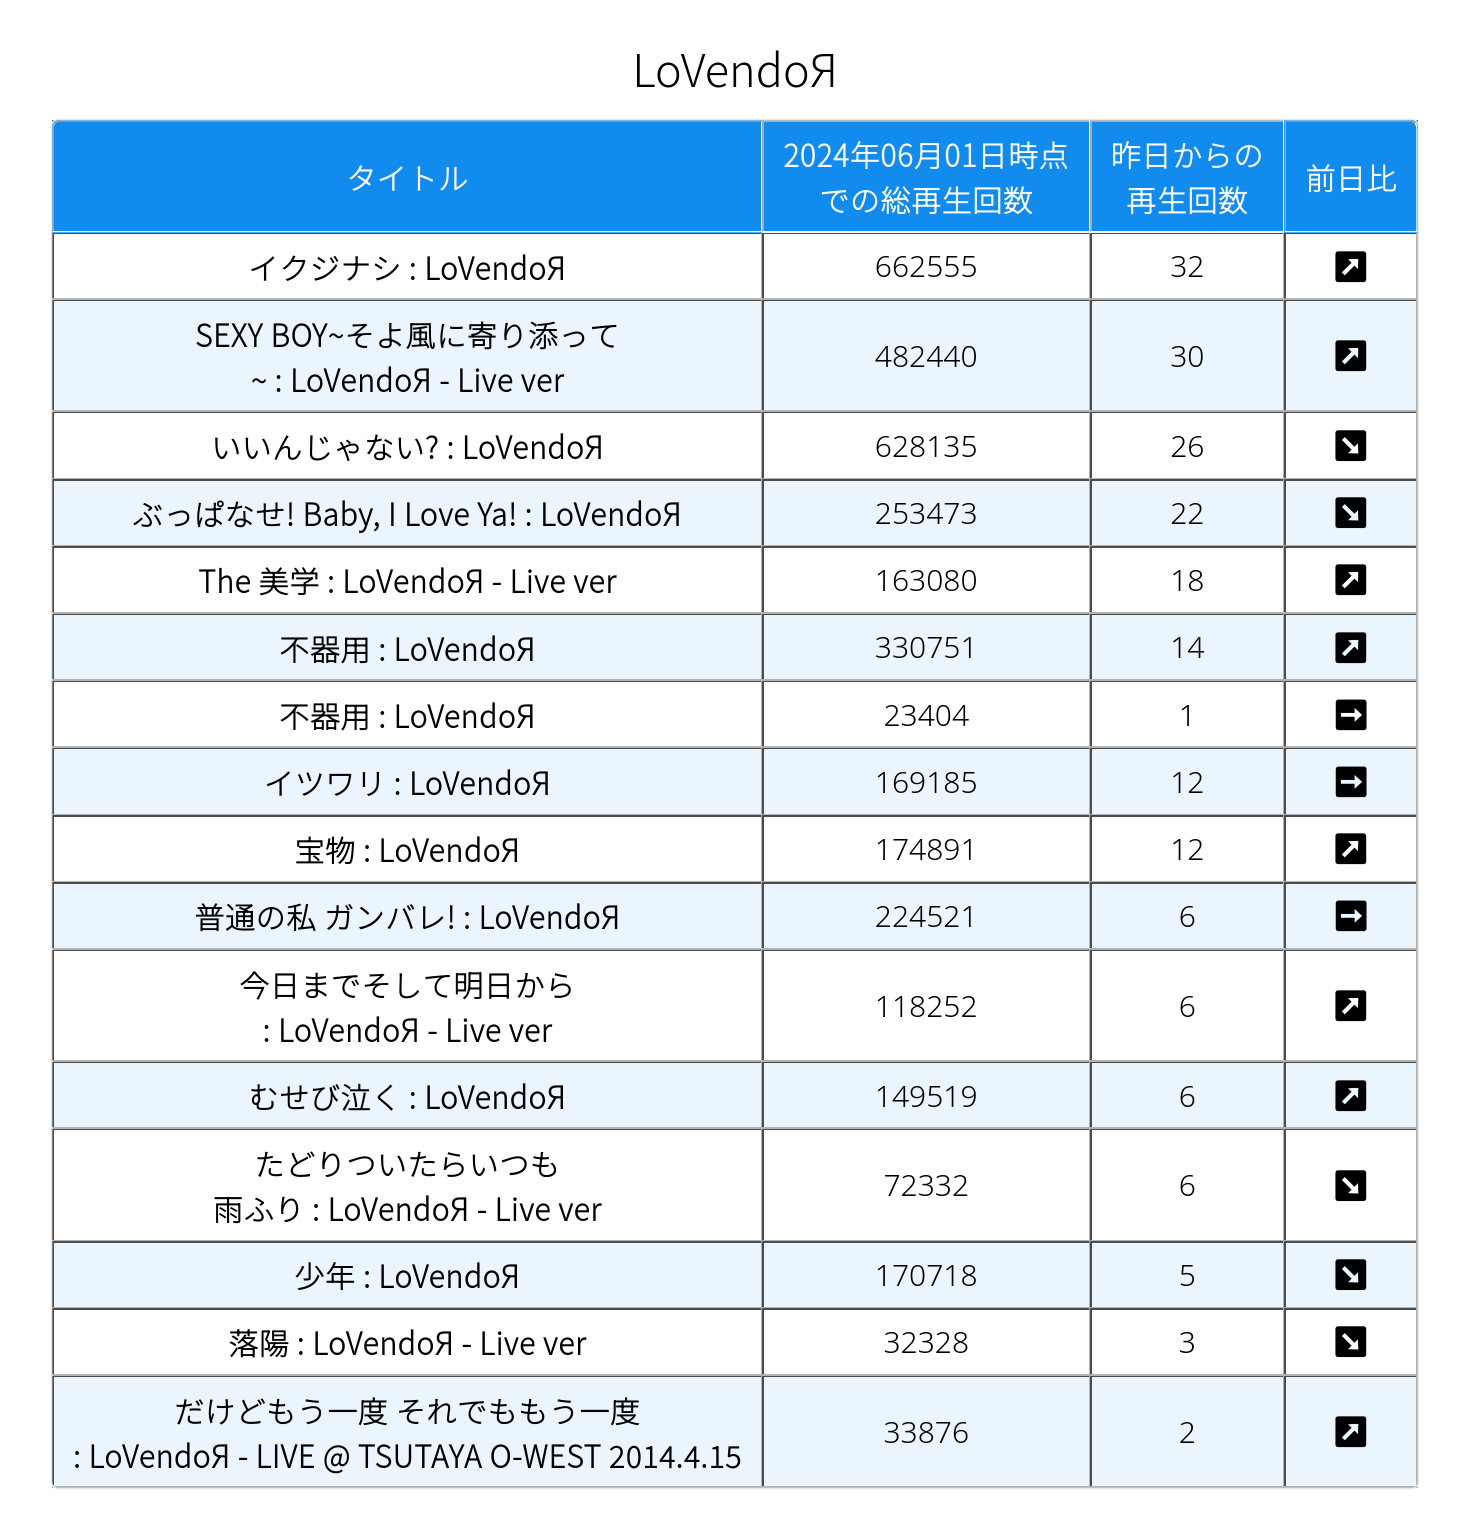 LoVendoЯ
タイトル
2024年06月01日時点
での総再生回数
昨日からの
再生回数
前日比
イクジナシ : LoVendoЯ
662555
32
SEXY BOY~そよ風に寄り添って
~ : LoVendoЯ - Live ver
482440
30
いいんじゃない? : LoVendoЯ
628135
26
ぶっぱなせ! Baby, I Love Ya! : LoVendoЯ
253473
22
The 美学 : LoVendoЯ - Live ver
163080
18
不器用 : LoVendoЯ
330751
14
不器用 : LoVendoЯ
23404
1
イツワリ : LoVendoЯ
169185
12
宝物 : LoVendoЯ
174891
12
普通の私 ガンバレ! : LoVendoЯ
224521
6
今日までそして明日から
: LoVendoЯ - Live ver
118252
6
むせび泣く : LoVendoЯ
149519
6
たどりついたらいつも
雨ふり : LoVendoЯ - Live ver
72332
6
少年 : LoVendoЯ
170718
5
落陽 : LoVendoЯ - Live ver
32328
3
だけどもう一度 それでももう一度
: LoVendoЯ - LIVE @ TSUTAYA O-WEST 2014.4.15
33876
2